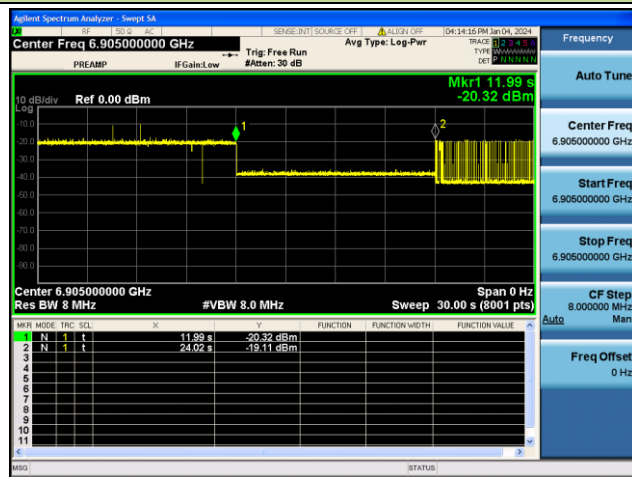 Agilent Spectrum Analyzer - Swept SA
RF 50 Ω AC SENSE:INT SOURCE OFF ALIGN OFF 04:14:16 PM Jan 04, 2024
Center Freq 6.905000000 GHz
PREAMP IFGain:Low
Trig: Free Run
#Atten: 30 dB
Avg Type: Log-Pwr
TRACE 1 2 3 4 5 6
TYPE
DET P N N N N N
Mkr1 11.99 s
-20.32 dBm
10 dB/div Ref 0.00 dBm
Log
-10.0
-20.0
-30.0
-40.0
-50.0
-60.0
-70.0
-80.0
-90.0
1
2
Center 6.905000000 GHz Span 0 Hz
Res BW 8 MHz #VBW 8.0 MHz Sweep 30.00 s (8001 pts)
MKR MODE TRC SCL X Y FUNCTION FUNCTION WIDTH FUNCTION VALUE
1 N 1 t 11.99 s -20.32 dBm
2 N 1 t 24.02 s -19.11 dBm
3
4
5
6
7
8
9
10
11
MSG STATUS
Frequency
Auto Tune
Center Freq
6.905000000 GHz
Start Freq
6.905000000 GHz
Stop Freq
6.905000000 GHz
CF Step
8.000000 MHz
Auto Man
Freq Offset
0 Hz